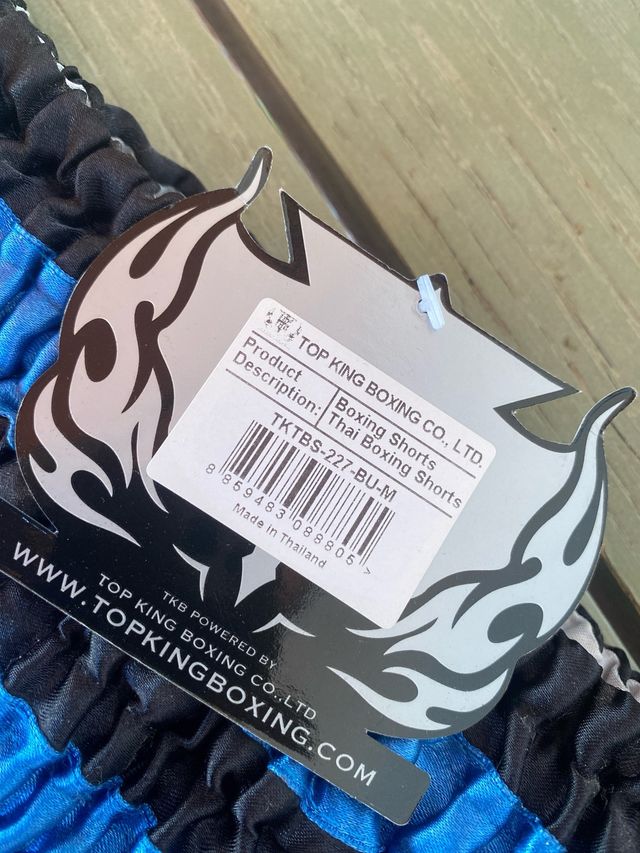 TOP KING BOXING CO., LTD.
Product Boxing Shorts
Description: Thai Boxing Shorts
TKTBS-227-BU-M
8 859483 088805 >
Made in Thailand
TKB POWERED BY
TOP KING BOXING CO.,LTD
WWW.TOPKINGBOXING.COM